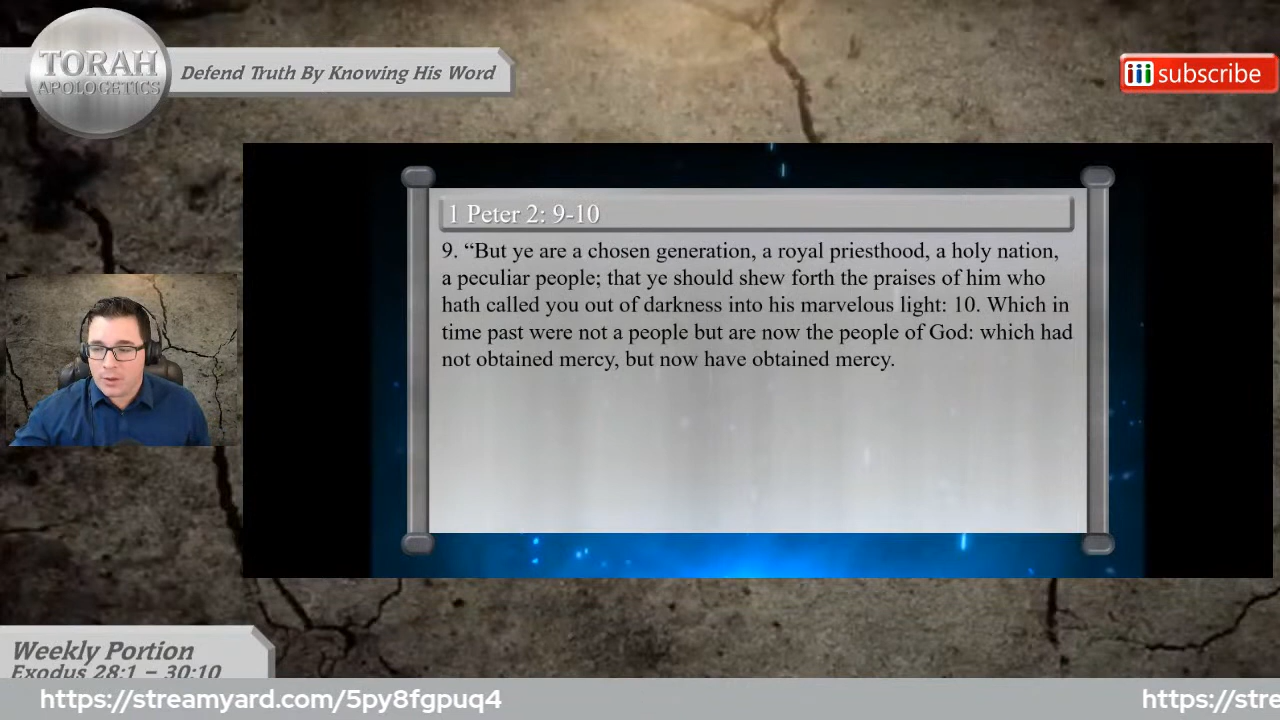 TORAH
APOLOGETICS
Defend Truth By Knowing His Word
subscribe
1 Peter 2: 9-10
9. “But ye are a chosen generation, a royal priesthood, a holy nation,
a peculiar people; that ye should shew forth the praises of him who
hath called you out of darkness into his marvelous light: 10. Which in
time past were not a people but are now the people of God: which had
not obtained mercy, but now have obtained mercy.
Weekly Portion
Exodus 28:1 – 30:10
https://streamyard.com/5py8fgpuq4
https://stre